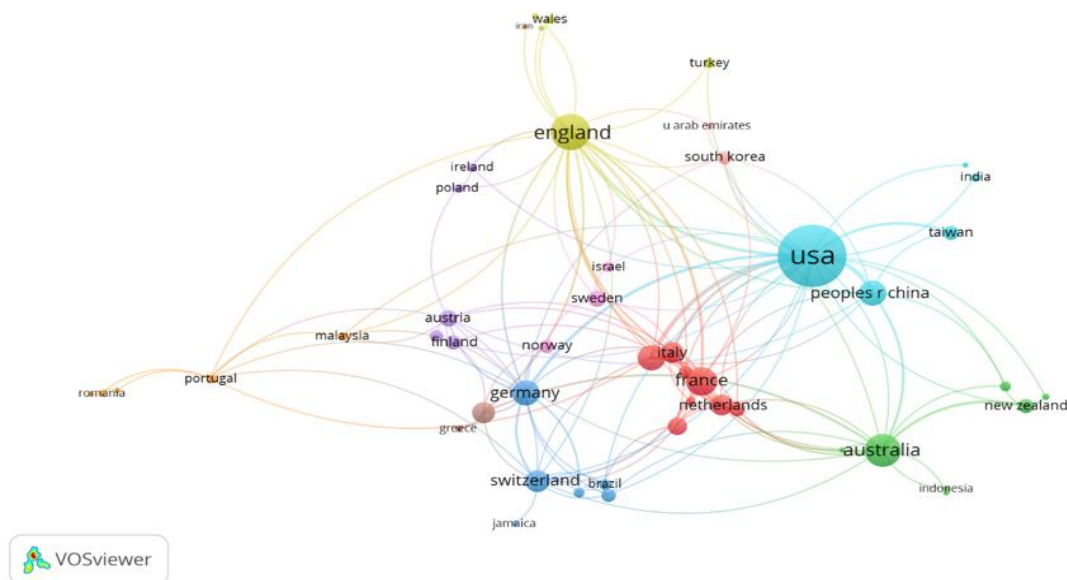 wales
iran
turkey
england
u arab emirates
south korea
ireland
poland
india
taiwan
usa
israel
sweden
peoples r china
austria
malaysia
finland
norway
italy
portugal
france
romania
germany
netherlands
new zealand
greece
australia
switzerland
brazil
indonesia
jamaica
VOSviewer